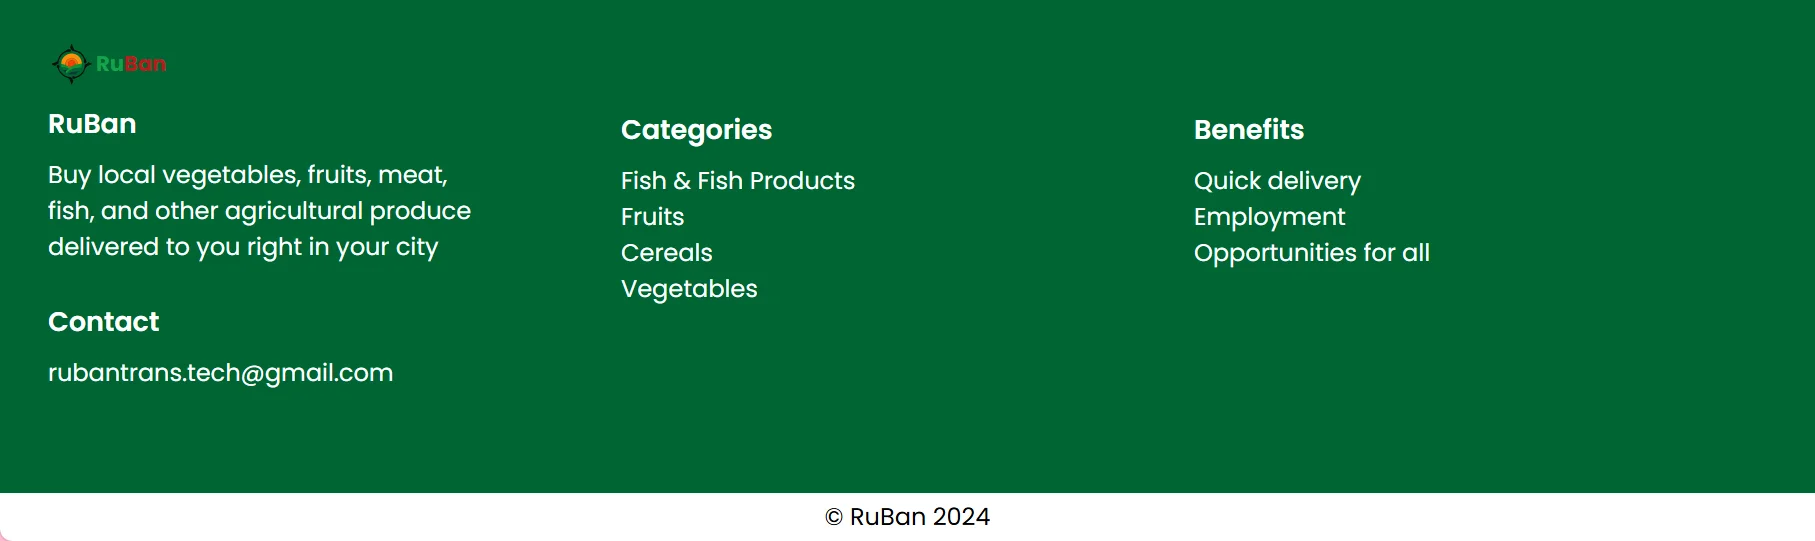 RuBan
RuBan
Buy local vegetables, fruits, meat,
fish, and other agricultural produce
delivered to you right in your city
Contact
rubantrans.tech@gmail.com
Categories
Fish & Fish Products
Fruits
Cereals
Vegetables
Benefits
Quick delivery
Employment
Opportunities for all
© RuBan 2024